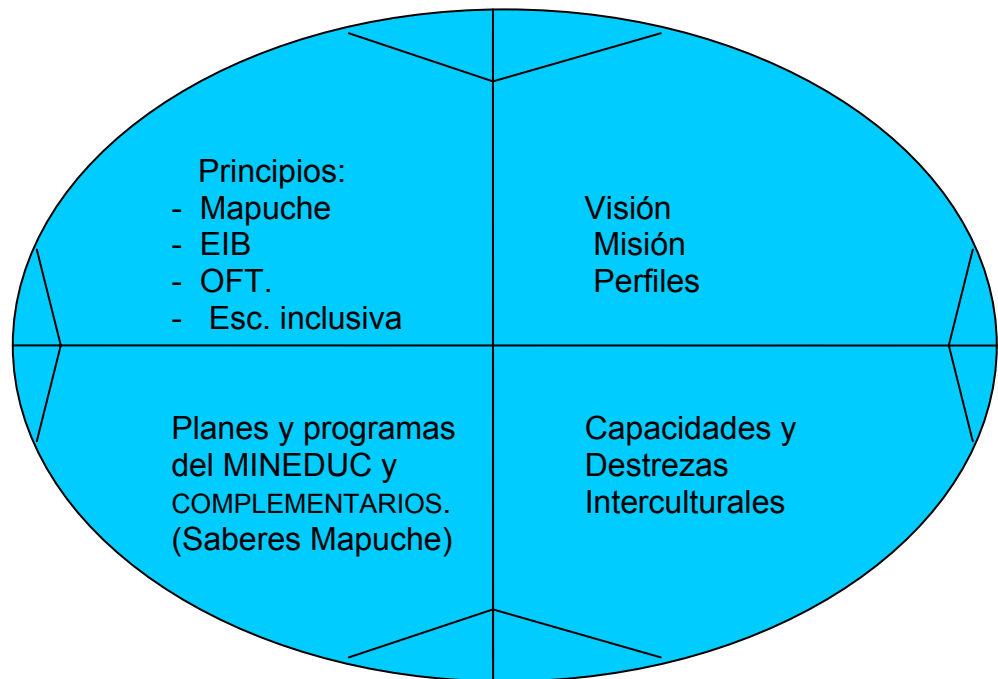 Principios:
- Mapuche
- EIB
- OFT.
- Esc. inclusiva
Visión
Misión
Perfiles
Planes y programas
del MINEDUC y
COMPLEMENTARIOS.
(Saberes Mapuche)
Capacidades y
Destrezas
Interculturales